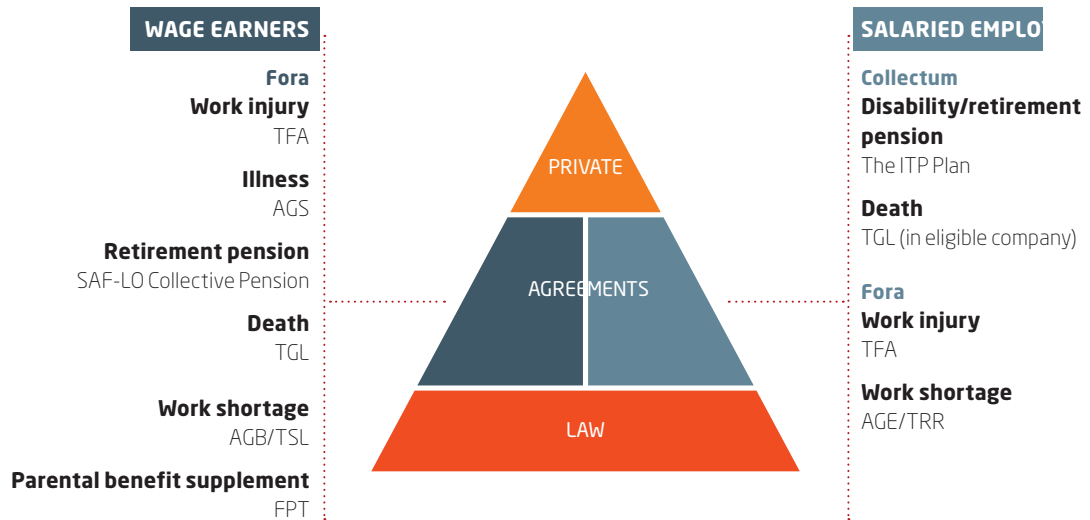 WAGE EARNERS
Fora
Work injury
TFA
Illness
AGS
Retirement pension
SAF-LO Collective Pension
Death
TGL
Work shortage
AGB/TSL
Parental benefit supplement
FPT
PRIVATE
AGREEMENTS
LAW
SALARIED EMPLO
Collectum
Disability/retirement
pension
The ITP Plan
Death
TGL (in eligible company)
Fora
Work injury
TFA
Work shortage
AGE/TRR